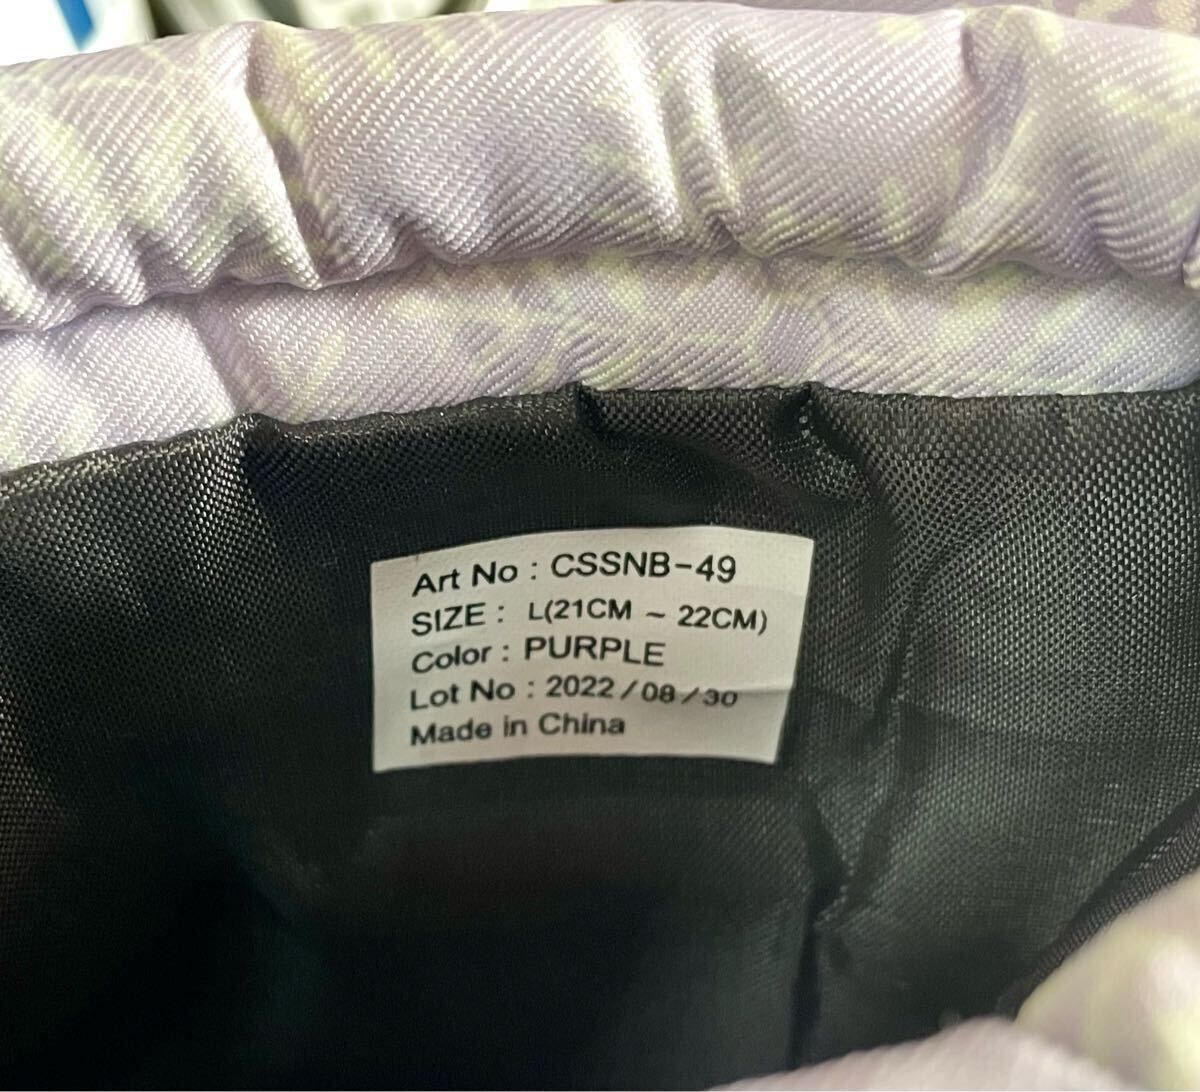 Art No : CSSNB-49
SIZE : L(21CM ~ 22CM)
Color : PURPLE
Lot No : 2022/08/30
Made in China